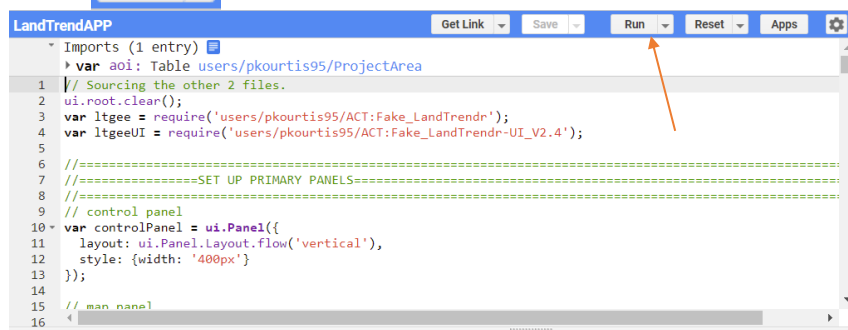 LandTrendAPP Get Link Save Run Reset Apps
Imports (1 entry)
var aoi: Table users/pkourtis95/ProjectArea
1 // Sourcing the other 2 files.
2 ui.root.clear();
3 var ltgee = require('users/pkourtis95/ACT:Fake_LandTrendr');
4 var ltgeeUI = require('users/pkourtis95/ACT:Fake_LandTrendr-UI_V2.4');
5
6 //================================================================================================
7 //===============SET UP PRIMARY PANELS============================================================
8 //================================================================================================
9 // control panel
10 var controlPanel = ui.Panel({
11 layout: ui.Panel.Layout.flow('vertical'),
12 style: {width: '400px'}
13 });
14
15 // map panel
16